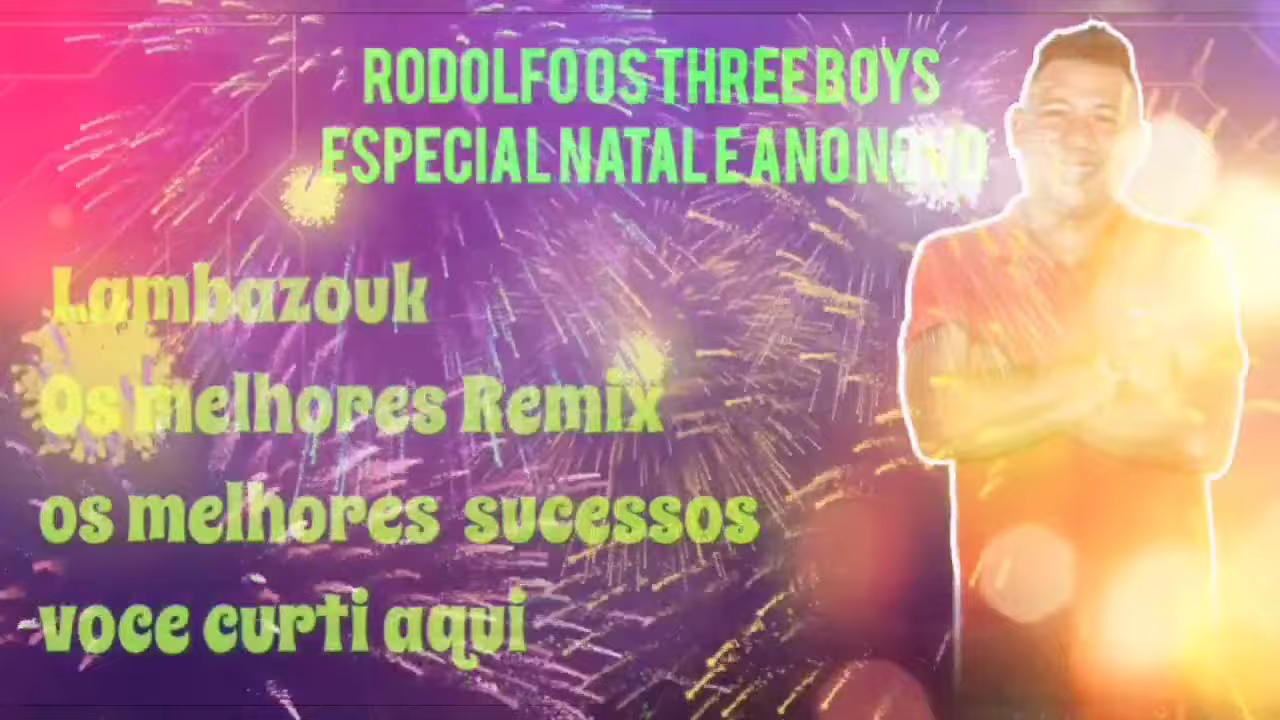 RODOLFO OS THREE BOYS
ESPECIAL NATAL E ANO NOVO
Lambazouk
Os melhores Remix
os melhores sucessos
voce curti aqui